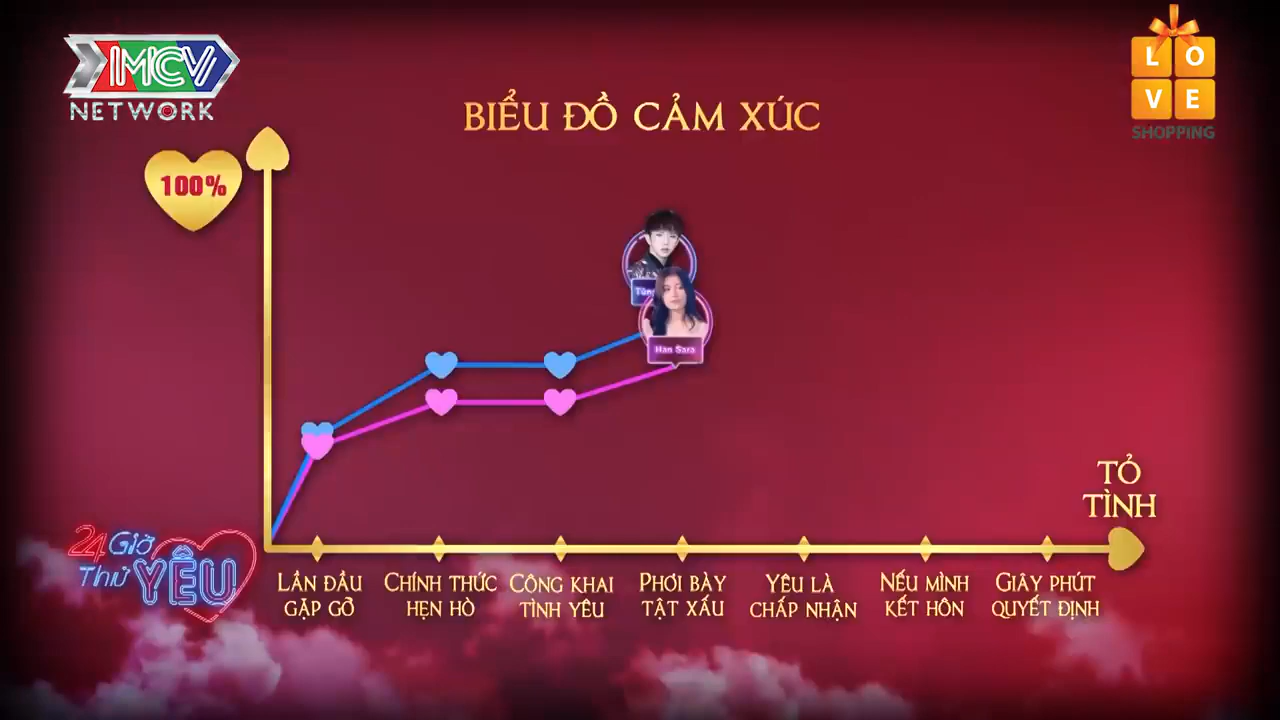 MCV
NETWORK
BIỂU ĐỒ CẢM XÚC
LOVE
SHOPPING
100%
Han Sara
TỎ
TÌNH
24 Giờ
Thử YÊU
LẦN ĐẦU
GẶP GỠ
CHÍNH THỨC
HẸN HÒ
CÔNG KHAI
TÌNH YÊU
PHƠI BÀY
TẬT XẤU
YÊU LÀ
CHẤP NHẬN
NẾU MÌNH
KẾT HÔN
GIÂY PHÚT
QUYẾT ĐỊNH